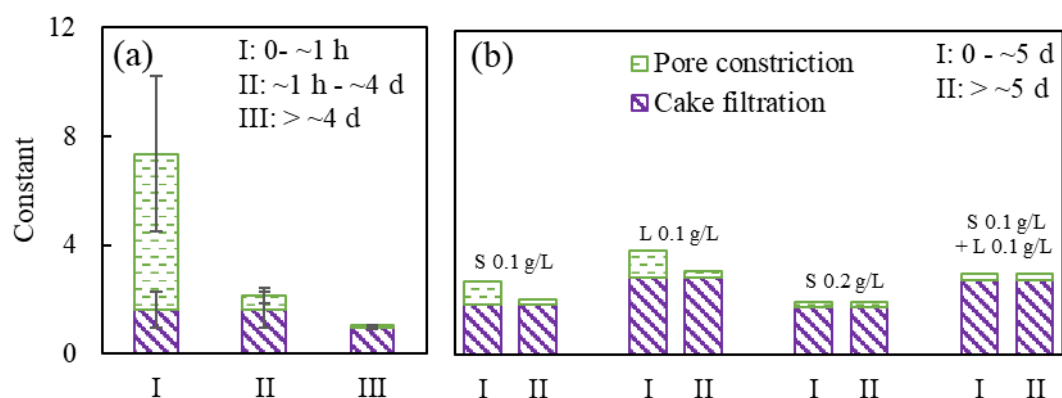 12
8
4
0
Constant
(a)
I: 0- ~1 h
II: ~1 h - ~4 d
III: > ~4 d
I II III
(b)
Pore constriction
Cake filtration
I: 0 - ~5 d
II: > ~5 d
S 0.1 g/L
L 0.1 g/L
S 0.2 g/L
S 0.1 g/L
+ L 0.1 g/L
I II I II I II I II